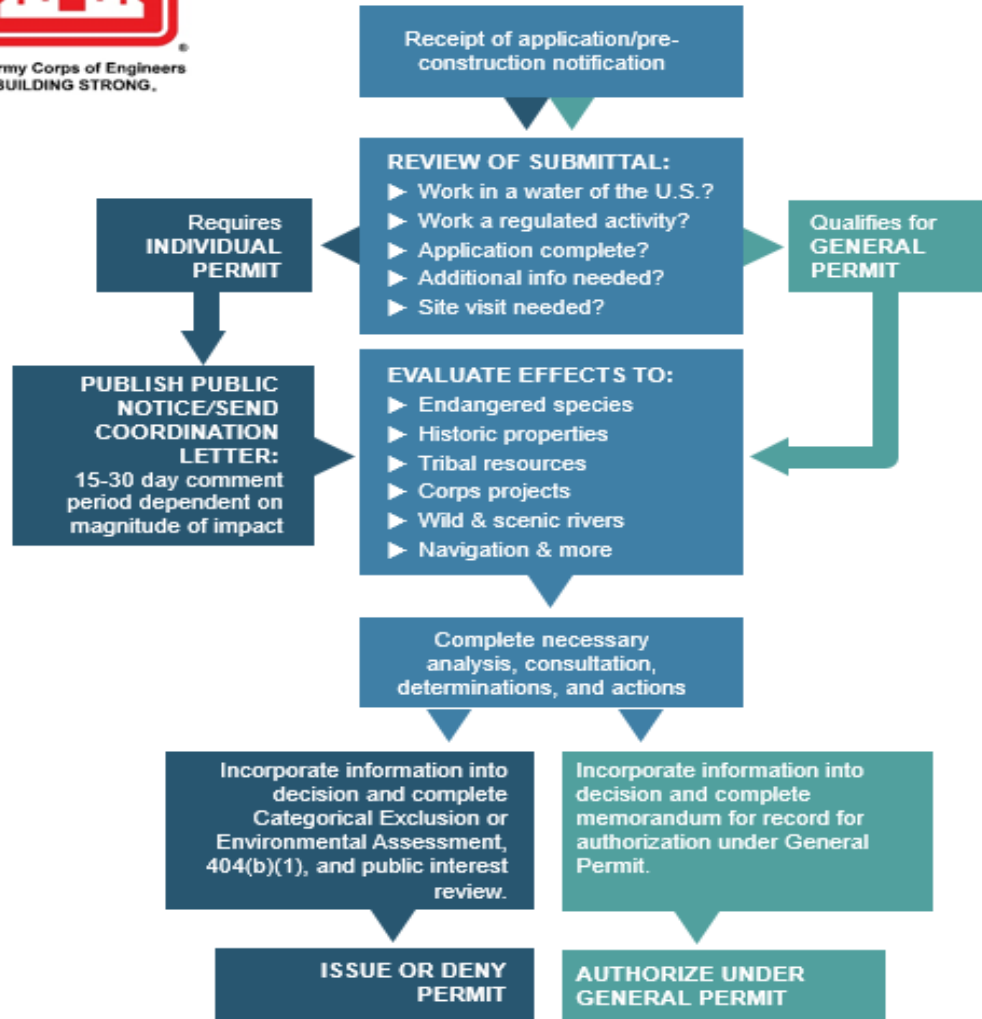 rmy Corps of Engineers
BUILDING STRONG®
Receipt of application/pre-
construction notification
REVIEW OF SUBMITTAL:
▶ Work in a water of the U.S.?
▶ Work a regulated activity?
▶ Application complete?
▶ Additional info needed?
▶ Site visit needed?
Requires
INDIVIDUAL
PERMIT
Qualifies for
GENERAL
PERMIT
PUBLISH PUBLIC
NOTICE/SEND
COORDINATION
LETTER:
15-30 day comment
period dependent on
magnitude of impact
EVALUATE EFFECTS TO:
▶ Endangered species
▶ Historic properties
▶ Tribal resources
▶ Corps projects
▶ Wild & scenic rivers
▶ Navigation & more
Complete necessary
analysis, consultation,
determinations, and actions
Incorporate information into
decision and complete
Categorical Exclusion or
Environmental Assessment,
404(b)(1), and public interest
review.
Incorporate information into
decision and complete
memorandum for record for
authorization under General
Permit.
ISSUE OR DENY
PERMIT
AUTHORIZE UNDER
GENERAL PERMIT